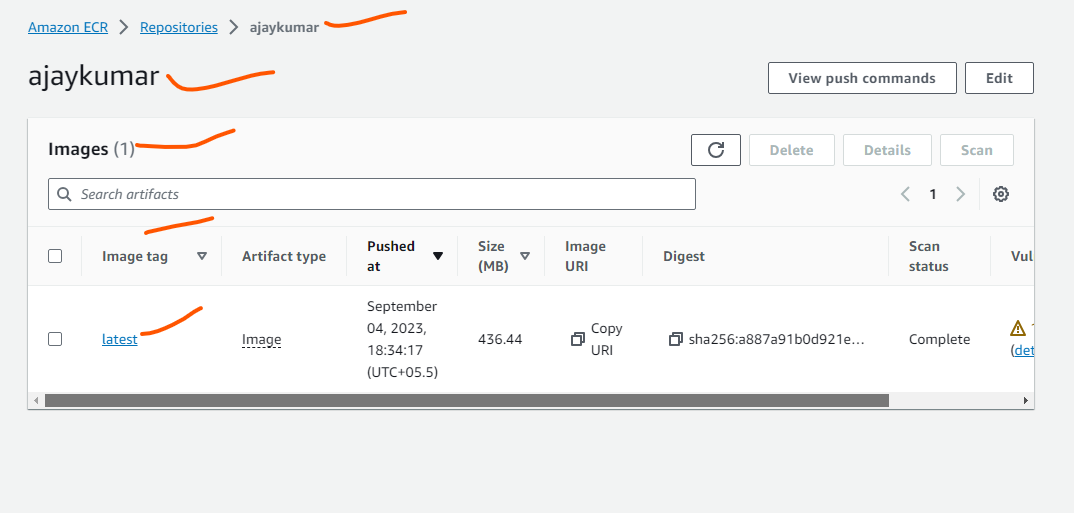 Amazon ECR > Repositories > ajaykumar
ajaykumar
View push commands
Edit
Images (1)
Delete
Details
Scan
Search artifacts
1
Image tag
Artifact type
Pushed
at
Size
(MB)
Image
URI
Digest
Scan
status
Vul
latest
Image
September
04, 2023,
18:34:17
(UTC+05.5)
436.44
Copy
URI
sha256:a887a91b0d921e...
Complete
(det